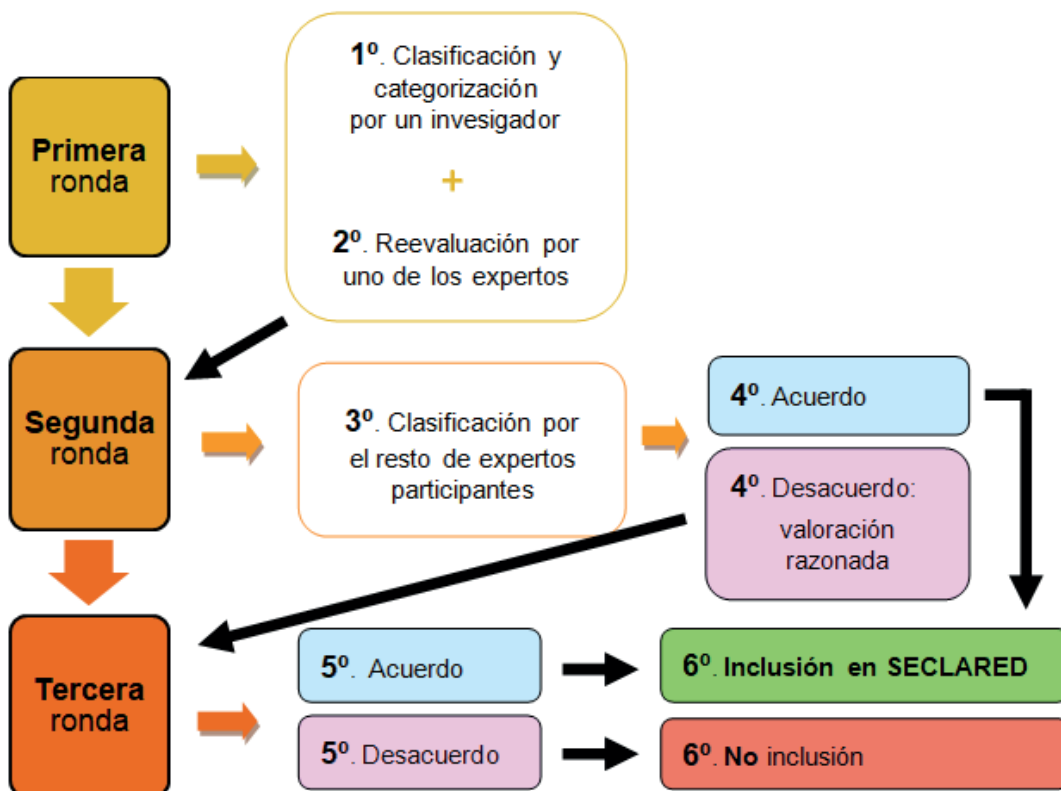 Primera
ronda
1º. Clasificación y
categorización
por un invesigador
+
2º. Reevaluación por
uno de los expertos
Segunda
ronda
3º. Clasificación por
el resto de expertos
participantes
4º. Acuerdo
4º. Desacuerdo:
valoración
razonada
Tercera
ronda
5º. Acuerdo
5º. Desacuerdo
6º. Inclusión en SECLARED
6º. No inclusión